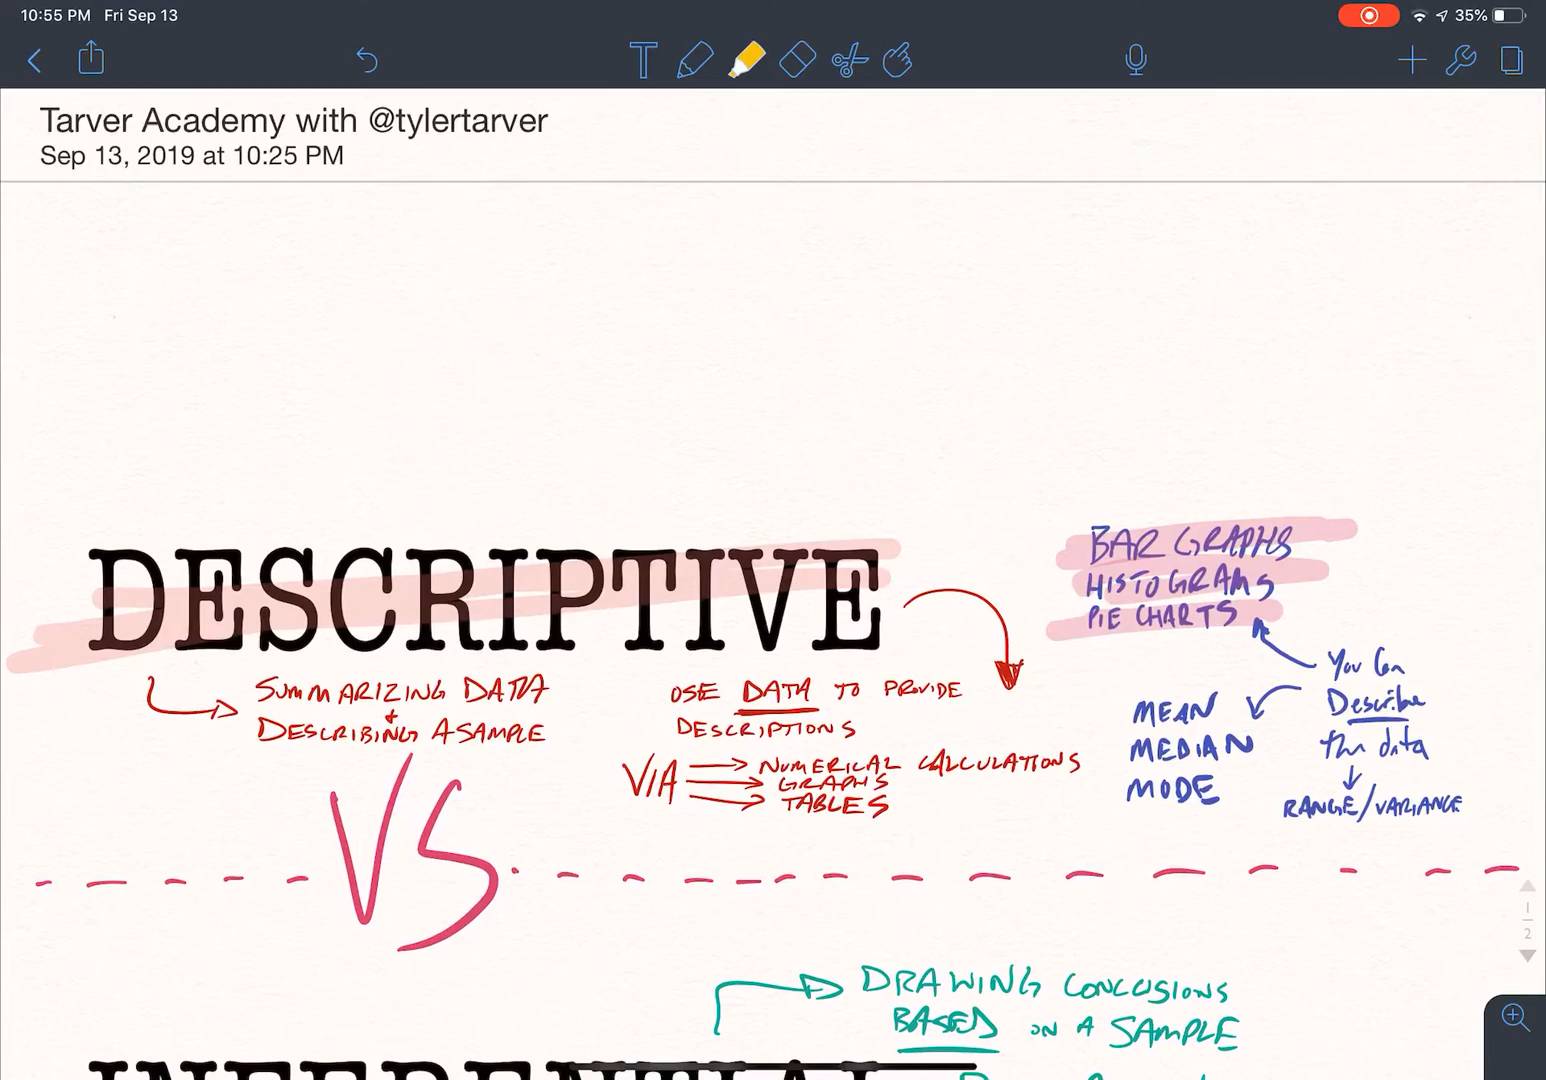 10:55 PM Fri Sep 13
35%
T
Tarver Academy with @tylertarver
Sep 13, 2019 at 10:25 PM
DESCRIPTIVE
SUMMARIZING DATA
+
DESCRIBING A SAMPLE
USE DATA TO PROVIDE
DESCRIPTIONS
VIA NUMERICAL CALCULATIONS
GRAPHS
TABLES
BAR GRAPHS
HISTOGRAMS
PIE CHARTS
You Can
Describe
the data
RANGE/VARIANCE
MEAN
MEDIAN
MODE
VS
1
2
DRAWING CONCLUSIONS
BASED ON A SAMPLE
INFERENTIAL